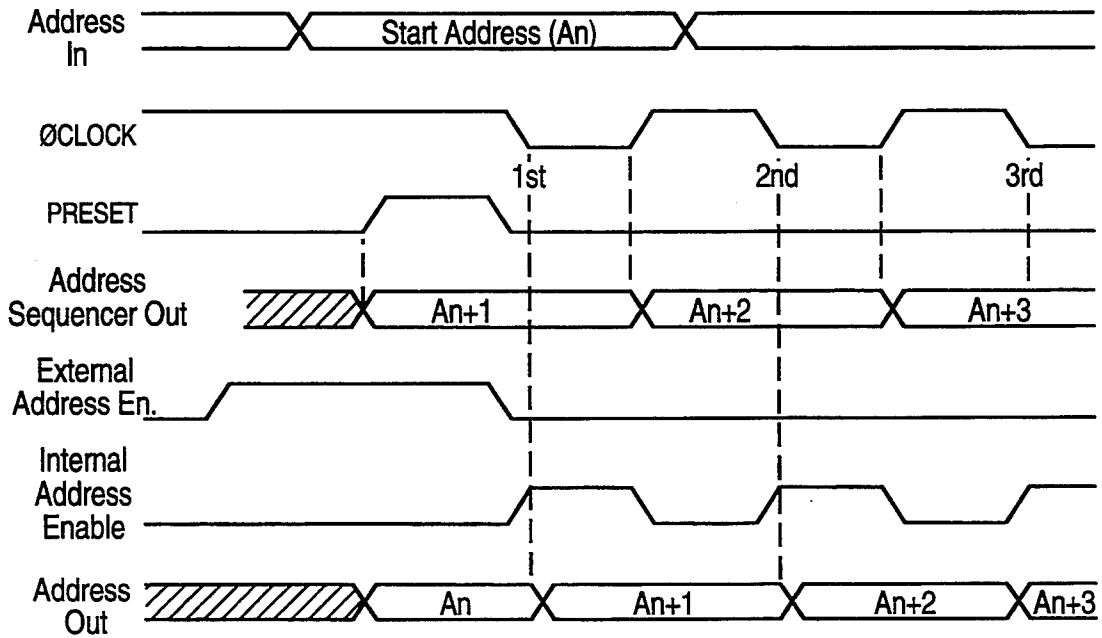 Address
In
Start Address (An)
ØCLOCK
1st
2nd
3rd
PRESET
Address
Sequencer Out
An+1
An+2
An+3
External
Address En.
Internal
Address
Enable
Address
Out
An
An+1
An+2
An+3